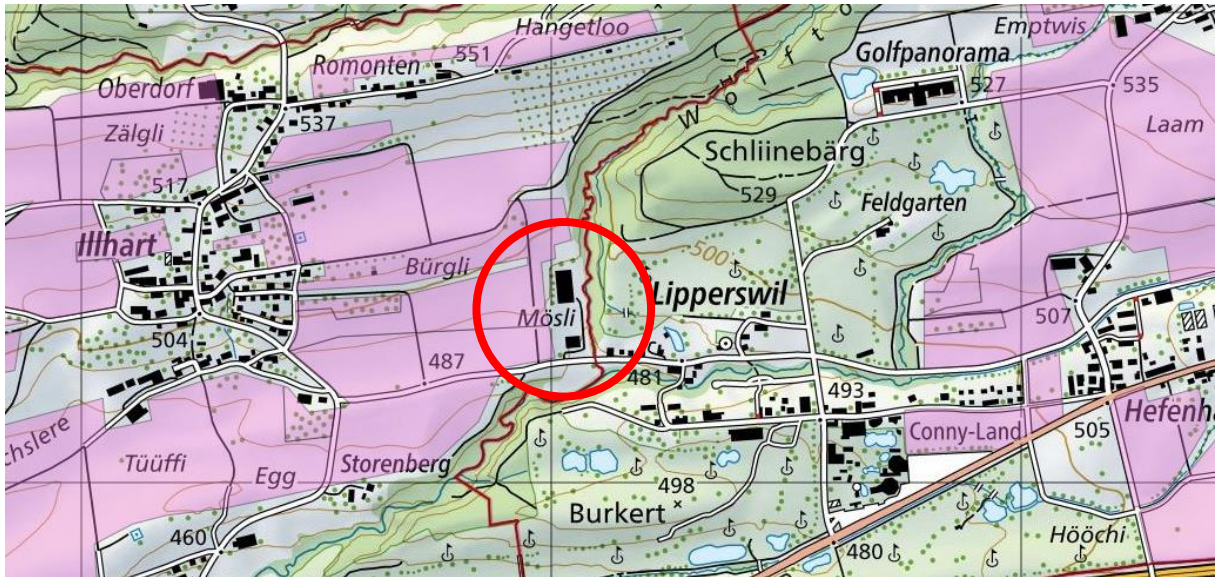 Hangetloo
Emptwis
551
Romonten
Golfpanorama
Oberdorf
527
535
537
Wolfto
Zälgli
Laam
Schliinebärg
517
529
Feldgarten
Illhart
500
Bürgli
Lipperswil
Mösli
507
504
487
481
493
Hefenh
chslere
Conny-Land
505
Tüüffi
Egg
Storenberg
498
Burkert
460
480
Hööchi